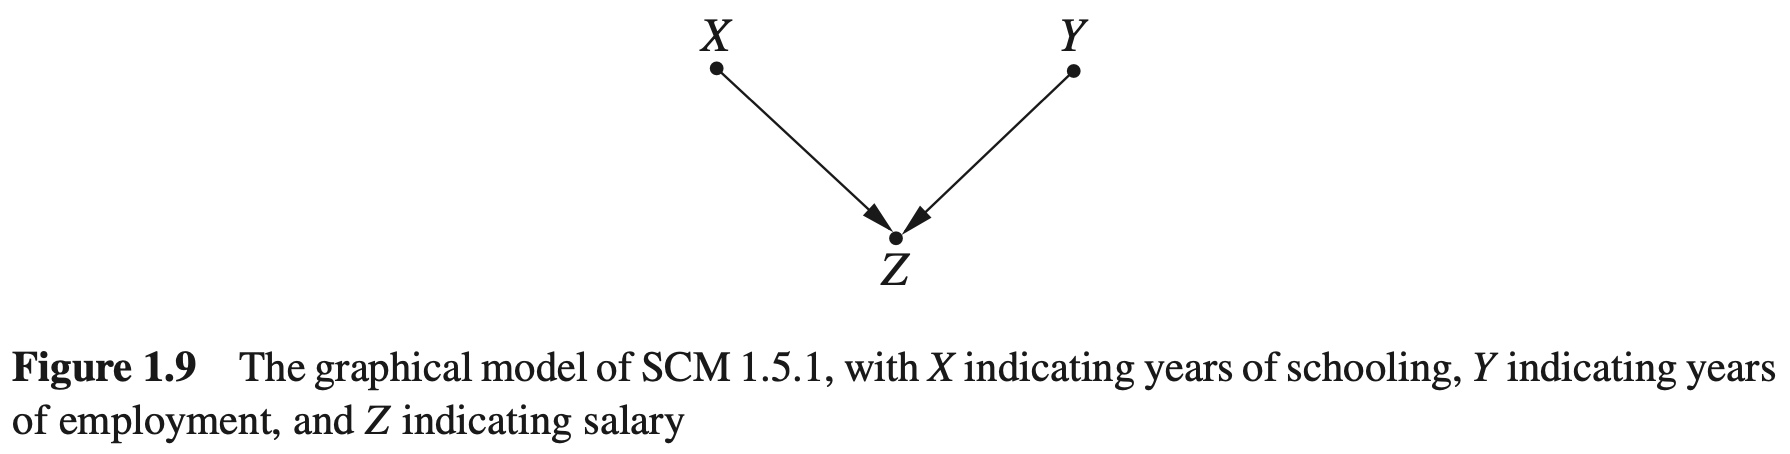 X Y
Z
Figure 1.9 The graphical model of SCM 1.5.1, with X indicating years of schooling, Y indicating years
of employment, and Z indicating salary